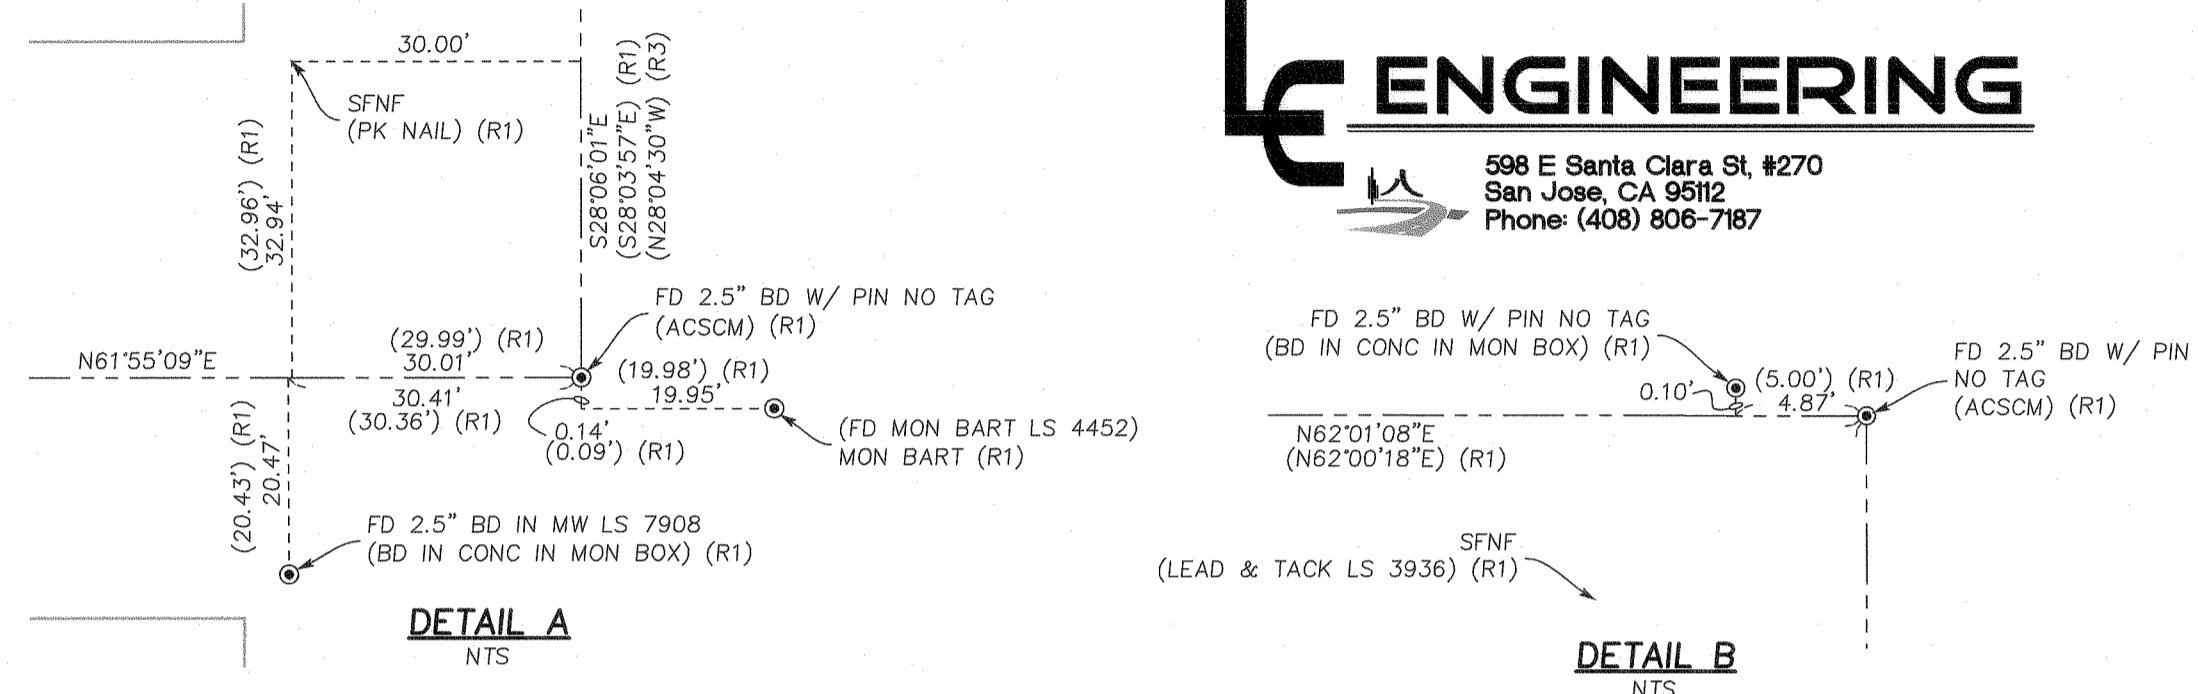 30.00'
SFNF
(PK NAIL) (R1)
(32.96') (R1)
32.94'
S28°06'01"E
(S28°03'57"E) (R1)
(N28°04'30"W) (R3)
FD 2.5" BD W/ PIN NO TAG
(ACSCM) (R1)
N61°55'09"E
(29.99') (R1)
30.01'
30.41'
(30.36') (R1)
(19.98') (R1)
19.95'
0.14'
(0.09') (R1)
(FD MON BART LS 4452)
MON BART (R1)
(20.43') (R1)
20.47'
FD 2.5" BD IN MW LS 7908
(BD IN CONC IN MON BOX) (R1)
DETAIL A
NTS
LC ENGINEERING
598 E Santa Clara St, #270
San Jose, CA 95112
Phone: (408) 806-7187
FD 2.5" BD W/ PIN NO TAG
(BD IN CONC IN MON BOX) (R1)
0.10'
(5.00') (R1)
4.87'
FD 2.5" BD W/ PIN
NO TAG
(ACSCM) (R1)
N62°01'08"E
(N62°00'18"E) (R1)
SFNF
(LEAD & TACK LS 3936) (R1)
DETAIL B
NTS